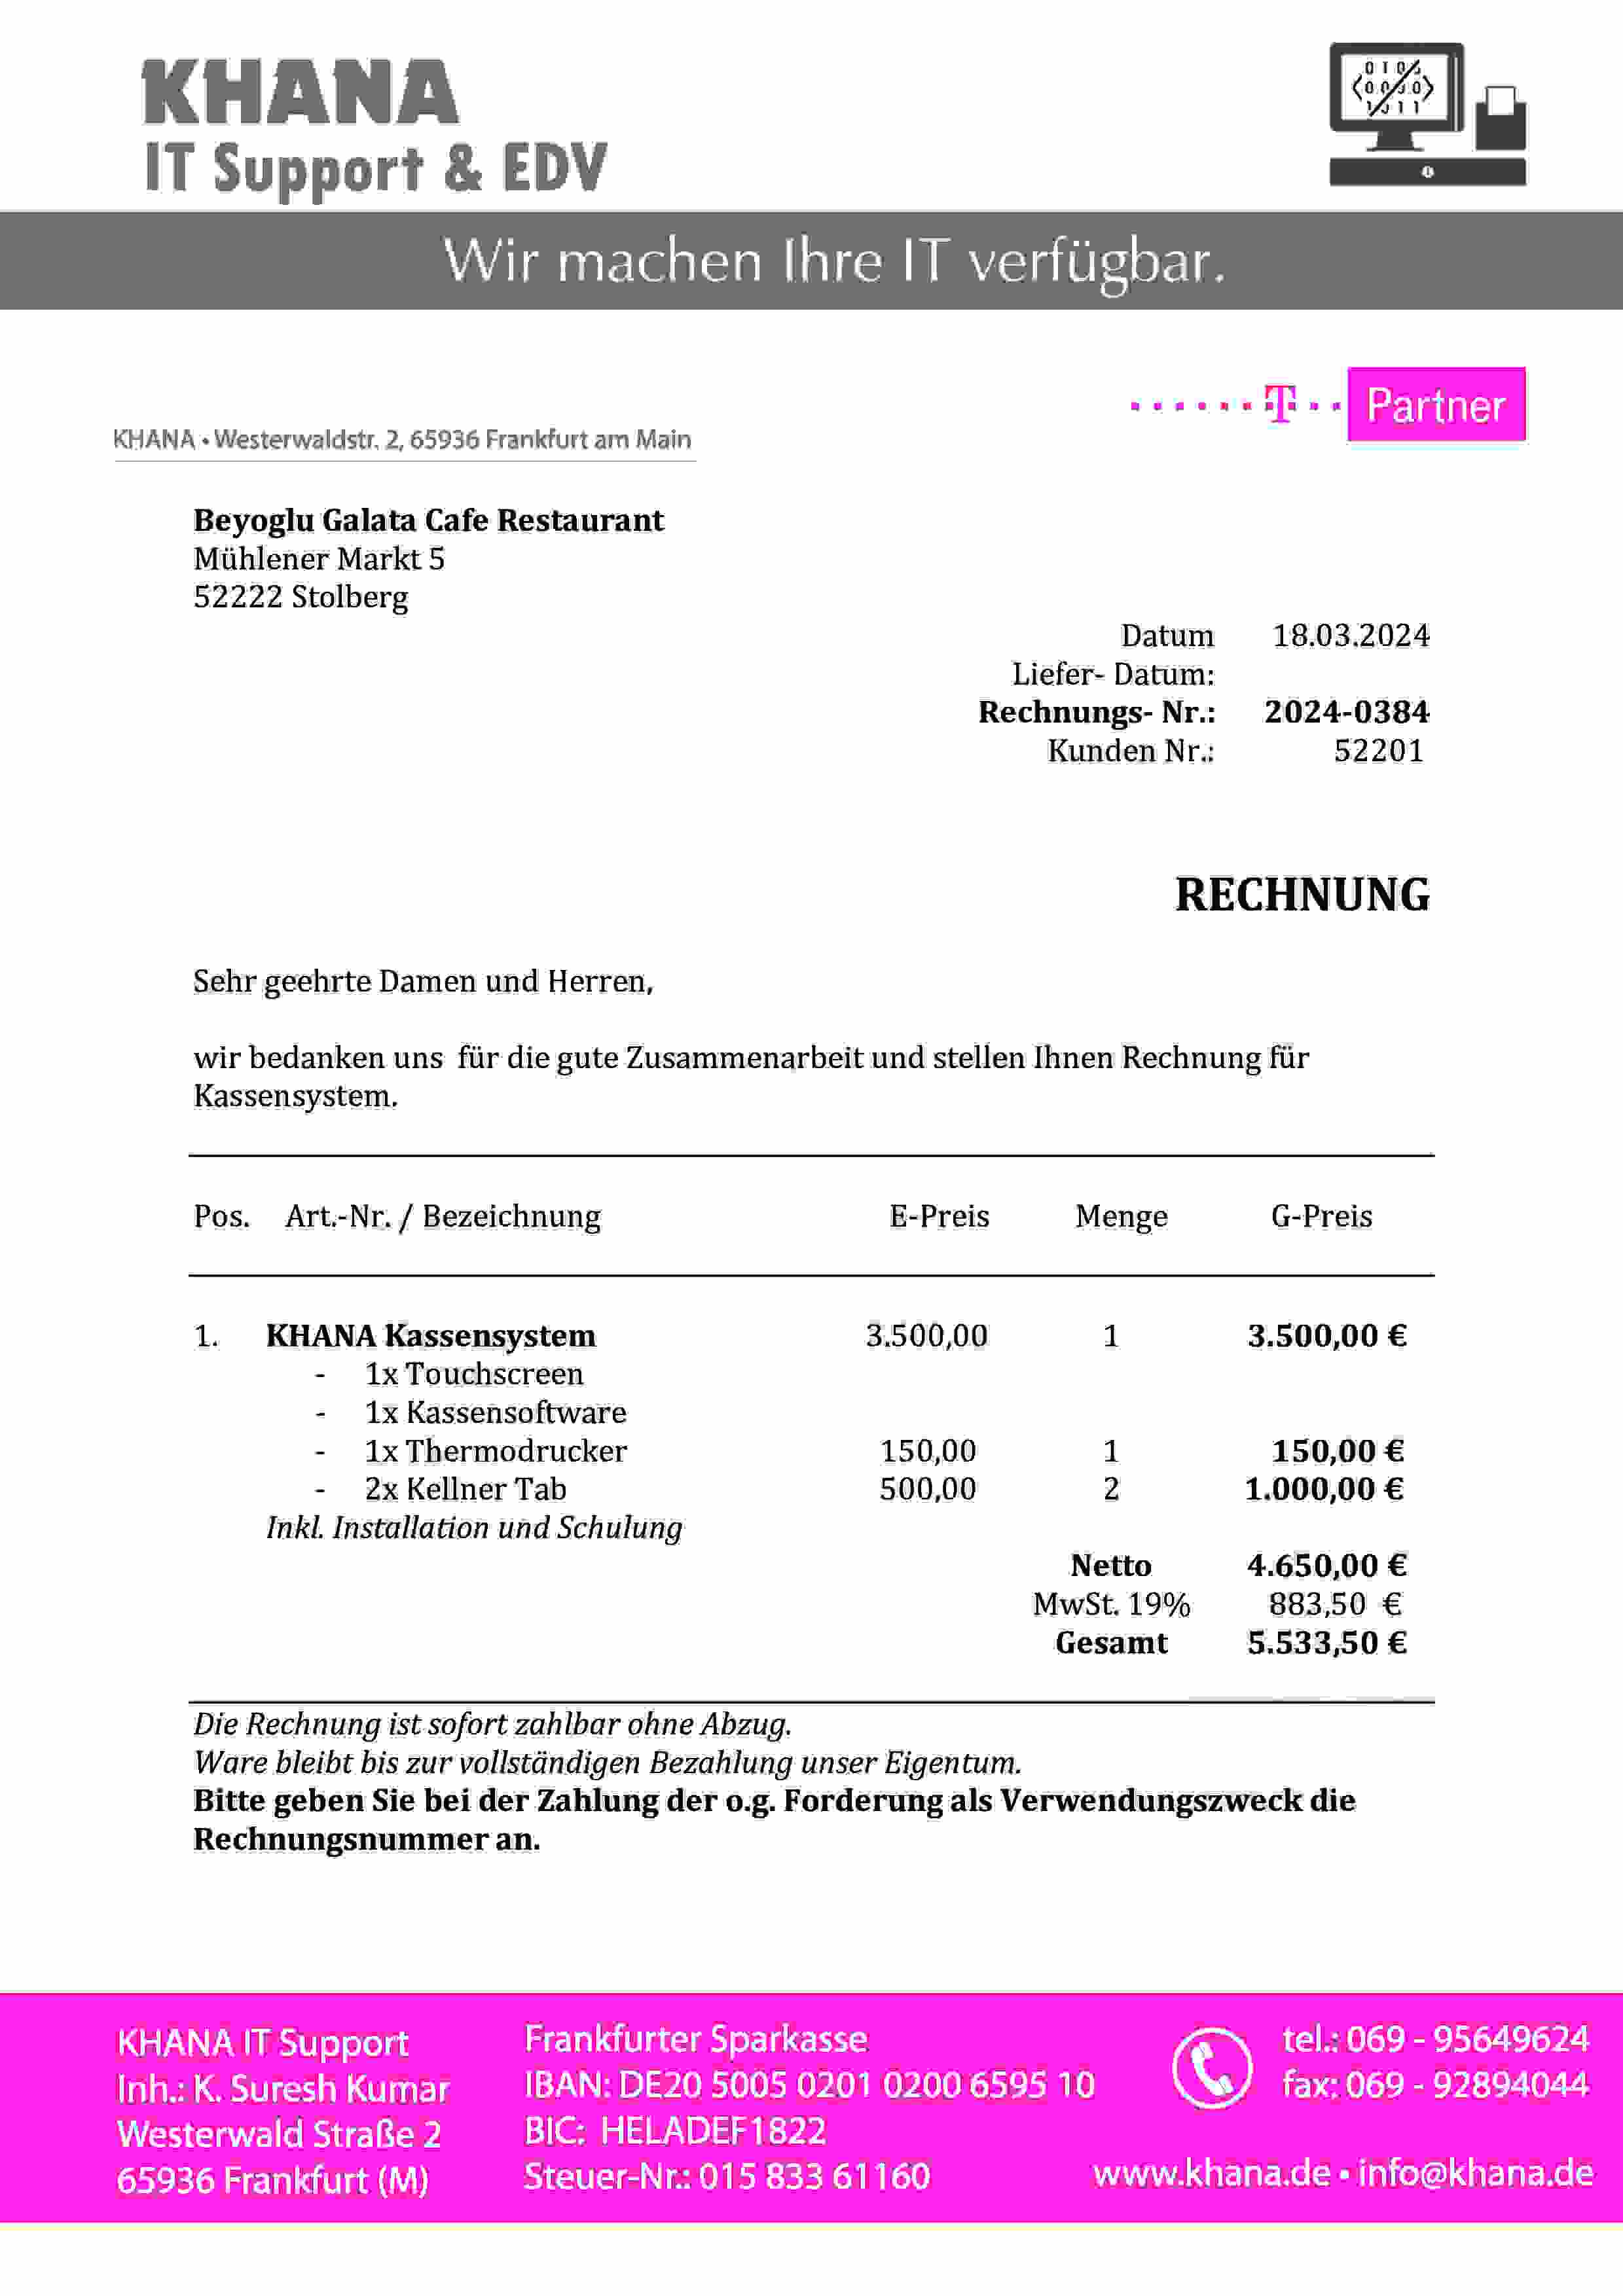 KHANA
IT Support & EDV
Wir machen Ihre IT verfügbar.
T Partner
KHANA • Westerwaldstr. 2, 65936 Frankfurt am Main
Beyoglu Galata Cafe Restaurant
Mühlener Markt 5
52222 Stolberg
Datum 18.03.2024
Liefer- Datum:
Rechnungs- Nr.: 2024-0384
Kunden Nr.: 52201
RECHNUNG
Sehr geehrte Damen und Herren,
wir bedanken uns für die gute Zusammenarbeit und stellen Ihnen Rechnung für
Kassensystem.
Pos. Art.-Nr. / Bezeichnung E-Preis Menge G-Preis
1. KHANA Kassensystem 3.500,00 1 3.500,00 €
- 1x Touchscreen
- 1x Kassensoftware
- 1x Thermodrucker 150,00 1 150,00 €
- 2x Kellner Tab 500,00 2 1.000,00 €
Inkl. Installation und Schulung
Netto 4.650,00 €
MwSt. 19% 883,50 €
Gesamt 5.533,50 €
Die Rechnung ist sofort zahlbar ohne Abzug.
Ware bleibt bis zur vollständigen Bezahlung unser Eigentum.
Bitte geben Sie bei der Zahlung der o.g. Forderung als Verwendungszweck die
Rechnungsnummer an.
KHANA IT Support
Inh.: K. Suresh Kumar
Westerwald Straße 2
65936 Frankfurt (M)
Frankfurter Sparkasse
IBAN: DE20 5005 0201 0200 6595 10
BIC: HELADEF1822
Steuer-Nr.: 015 833 61160
tel.: 069 - 95649624
fax: 069 - 92894044
www.khana.de • info@khana.de